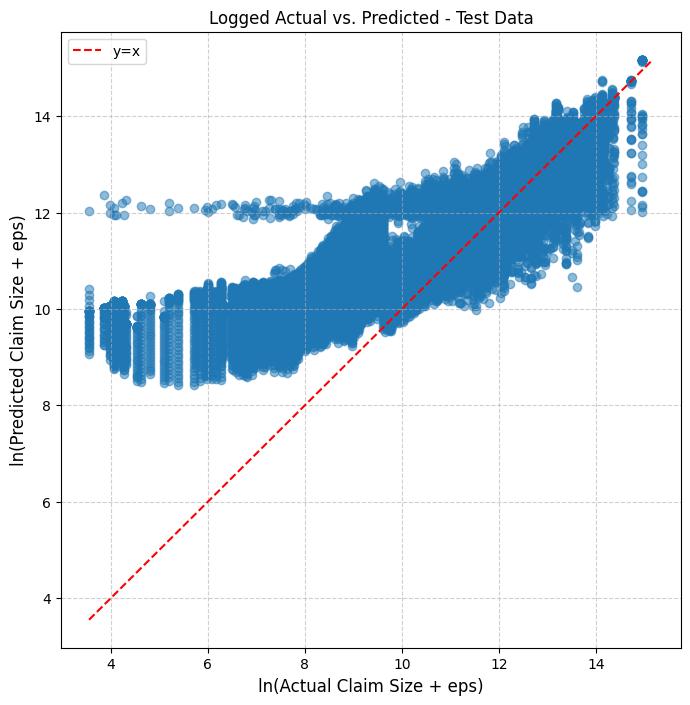 Logged Actual vs. Predicted - Test Data
y=x
ln(Predicted Claim Size + eps)
14
12
10
8
6
4
4 6 8 10 12 14
ln(Actual Claim Size + eps)